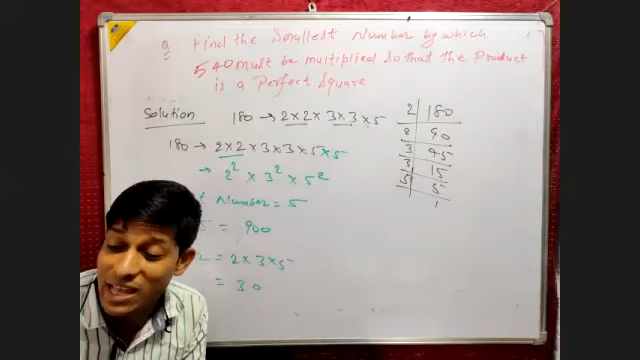 Q Find the Smallest Number by which
540 must be multiplied so that the Product
is a Perfect Square
Solution 180 → 2×2 × 3×3 ×5
180 → 2×2 × 3 × 3 × 5 × 5
→ 2² × 3² × 5²
Number = 5
= 900
= 2 × 3 × 5
= 30
2 180
2 90
3 45
3 15
5 5
1